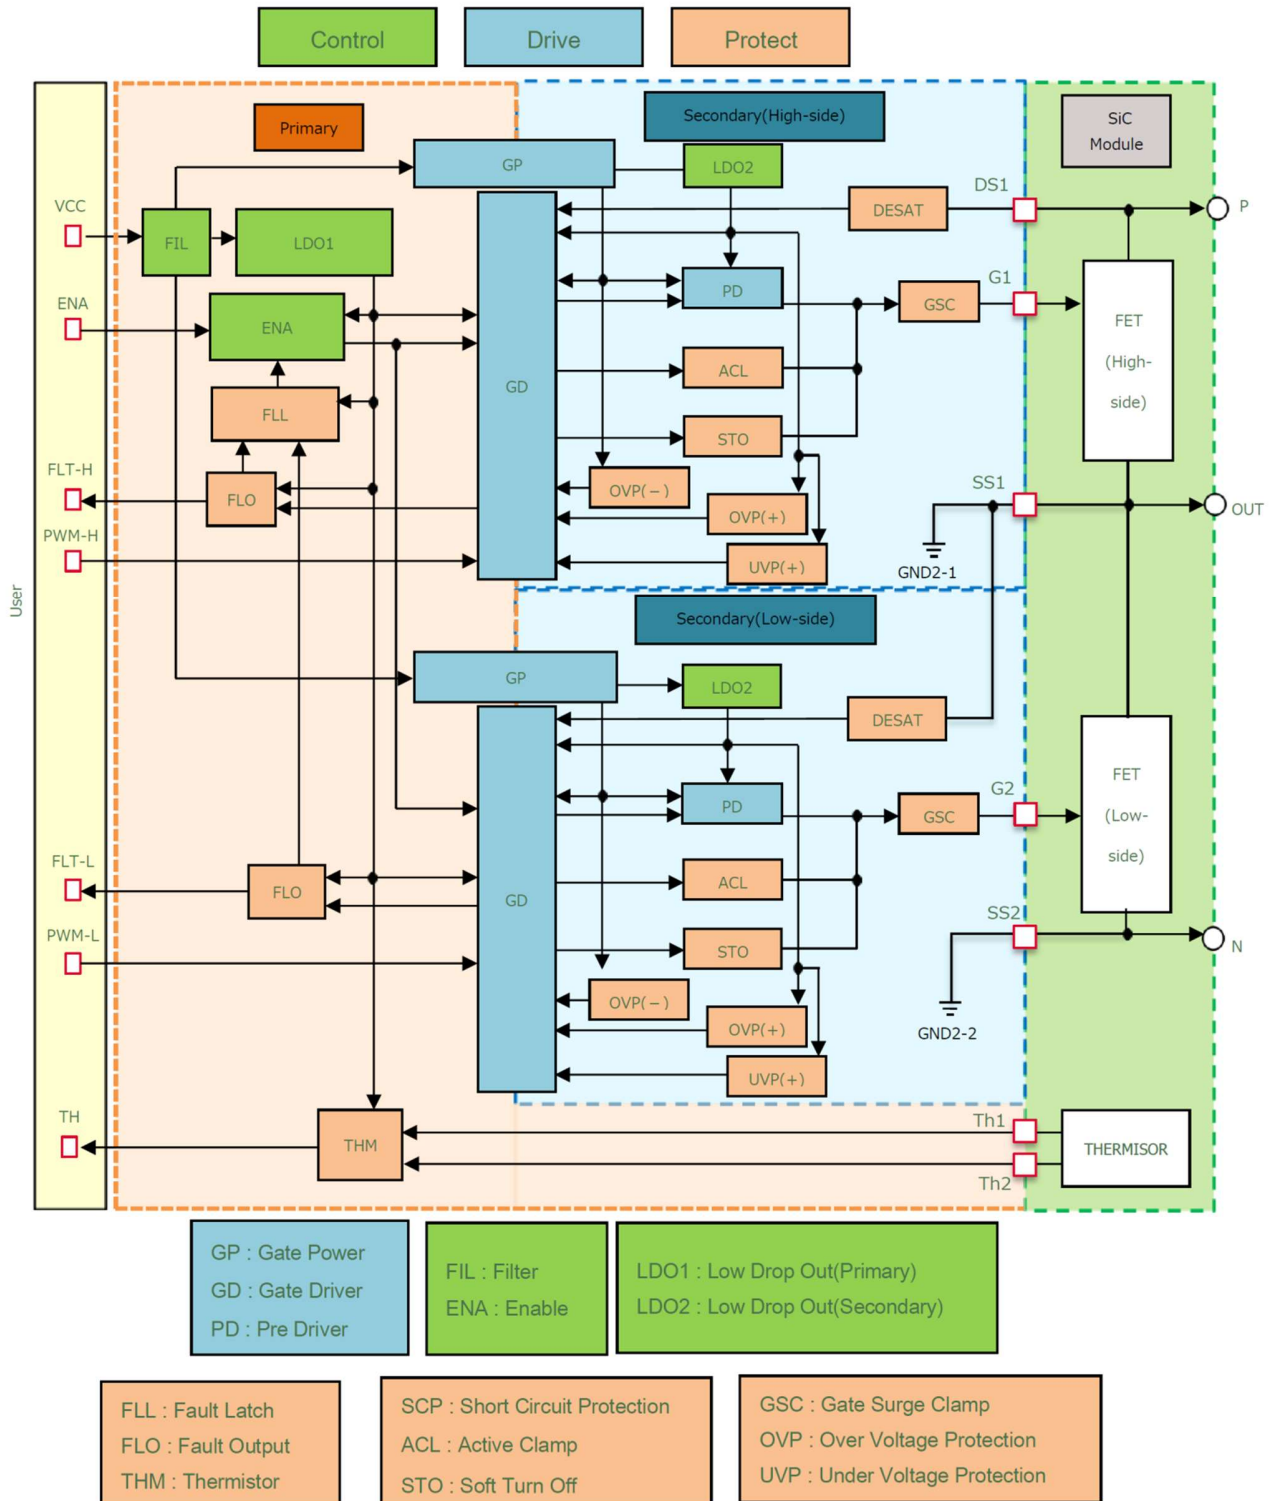 Control
Drive
Protect
Primary
Secondary(High-side)
SiC
Module
GP
LDO2
VCC
FIL
LDO1
DESAT
DS1
P
ENA
ENA
PD
GSC
G1
FET
(High-
side)
GD
ACL
FLL
STO
FLT-H
FLO
OVP(−)
OVP(+)
SS1
OUT
PWM-H
UVP(+)
GND2-1
User
Secondary(Low-side)
GP
LDO2
DESAT
FET
(Low-
side)
PD
GSC
G2
FLT-L
FLO
GD
ACL
PWM-L
STO
SS2
N
OVP(−)
OVP(+)
GND2-2
UVP(+)
TH
THM
Th1
Th2
THERMISOR
GP : Gate Power
GD : Gate Driver
PD : Pre Driver
FIL : Filter
ENA : Enable
LDO1 : Low Drop Out(Primary)
LDO2 : Low Drop Out(Secondary)
FLL : Fault Latch
FLO : Fault Output
THM : Thermistor
SCP : Short Circuit Protection
ACL : Active Clamp
STO : Soft Turn Off
GSC : Gate Surge Clamp
OVP : Over Voltage Protection
UVP : Under Voltage Protection